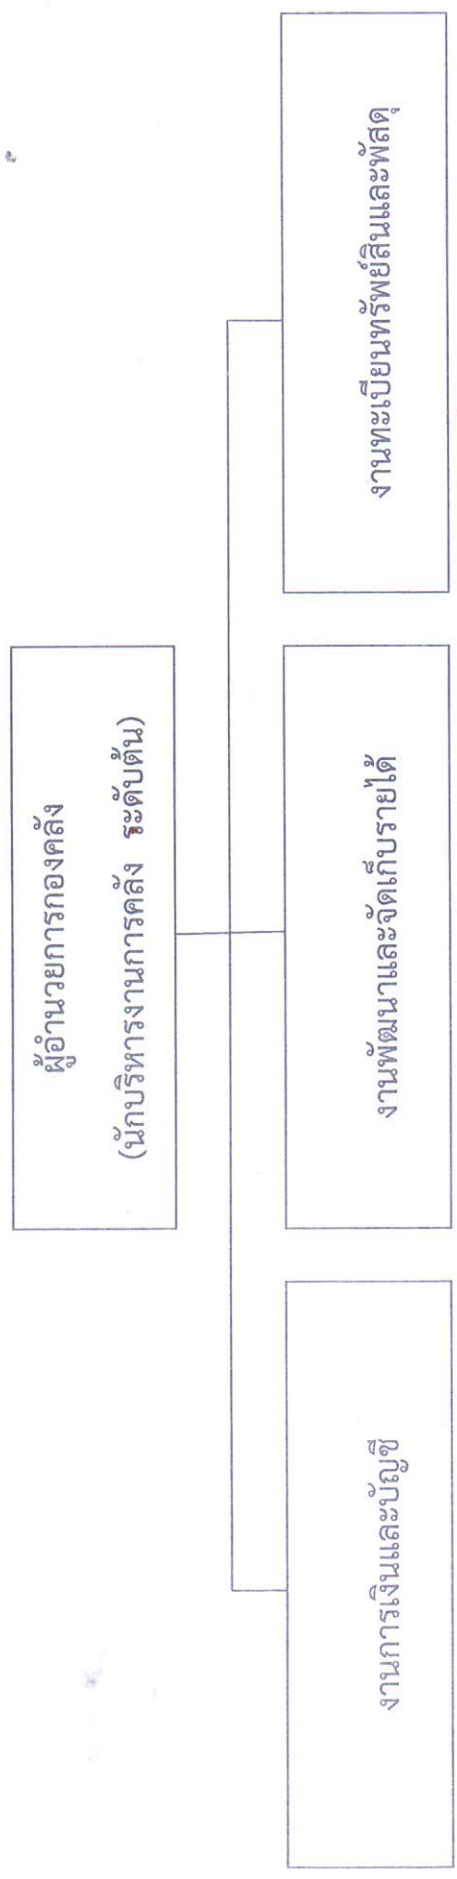 ผู้อำนวยการกองคลัง
(นักบริหารงานการคลัง ระดับต้น)
งานการเงินและบัญชี
งานพัฒนาและจัดเก็บรายได้
งานทะเบียนทรัพย์สินและพัสดุ